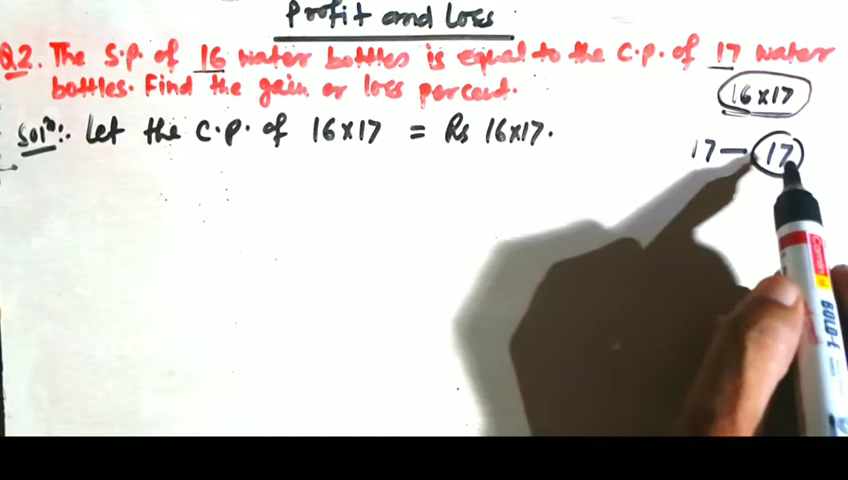 Profit and Loss
Q2. The S.P. of 16 water bottles is equal to the C.P. of 17 water
bottles. Find the gain or loss percent.
16×17
Solⁿ:- Let the C.P. of 16×17 = Rs 16×17.
17 — 17
BOLD-E